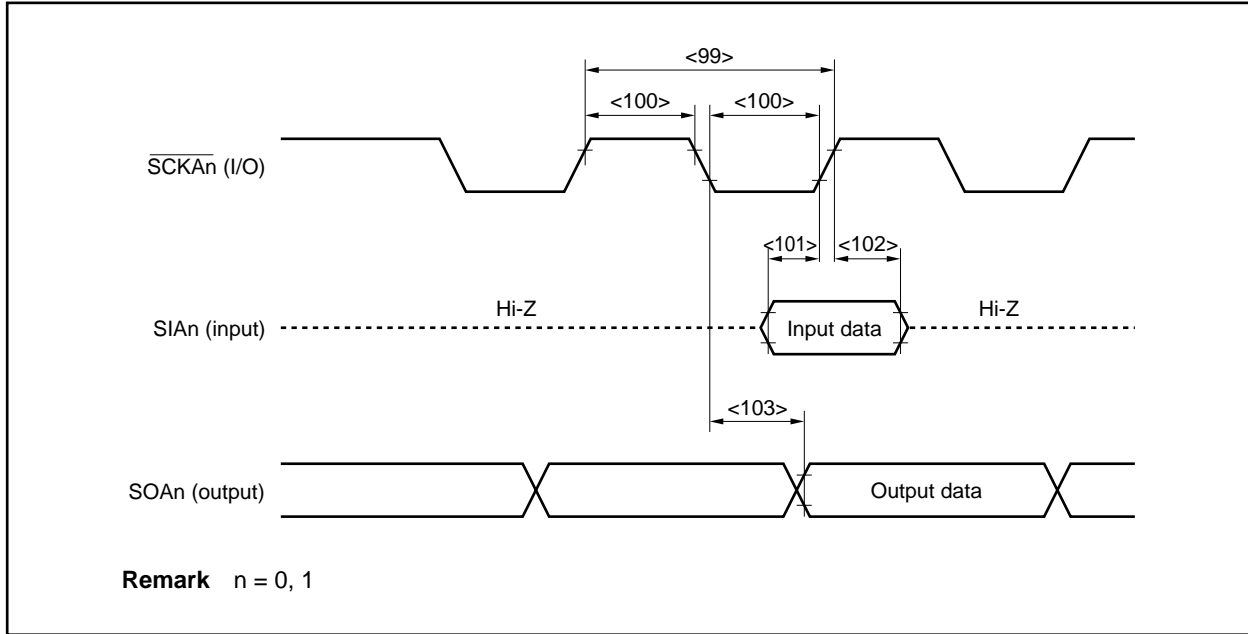 <99>
<100> <100>
SCKAn (I/O)
<101> <102>
Hi-Z Hi-Z
SIAn (input) Input data
<103>
SOAn (output) Output data
Remark n = 0, 1